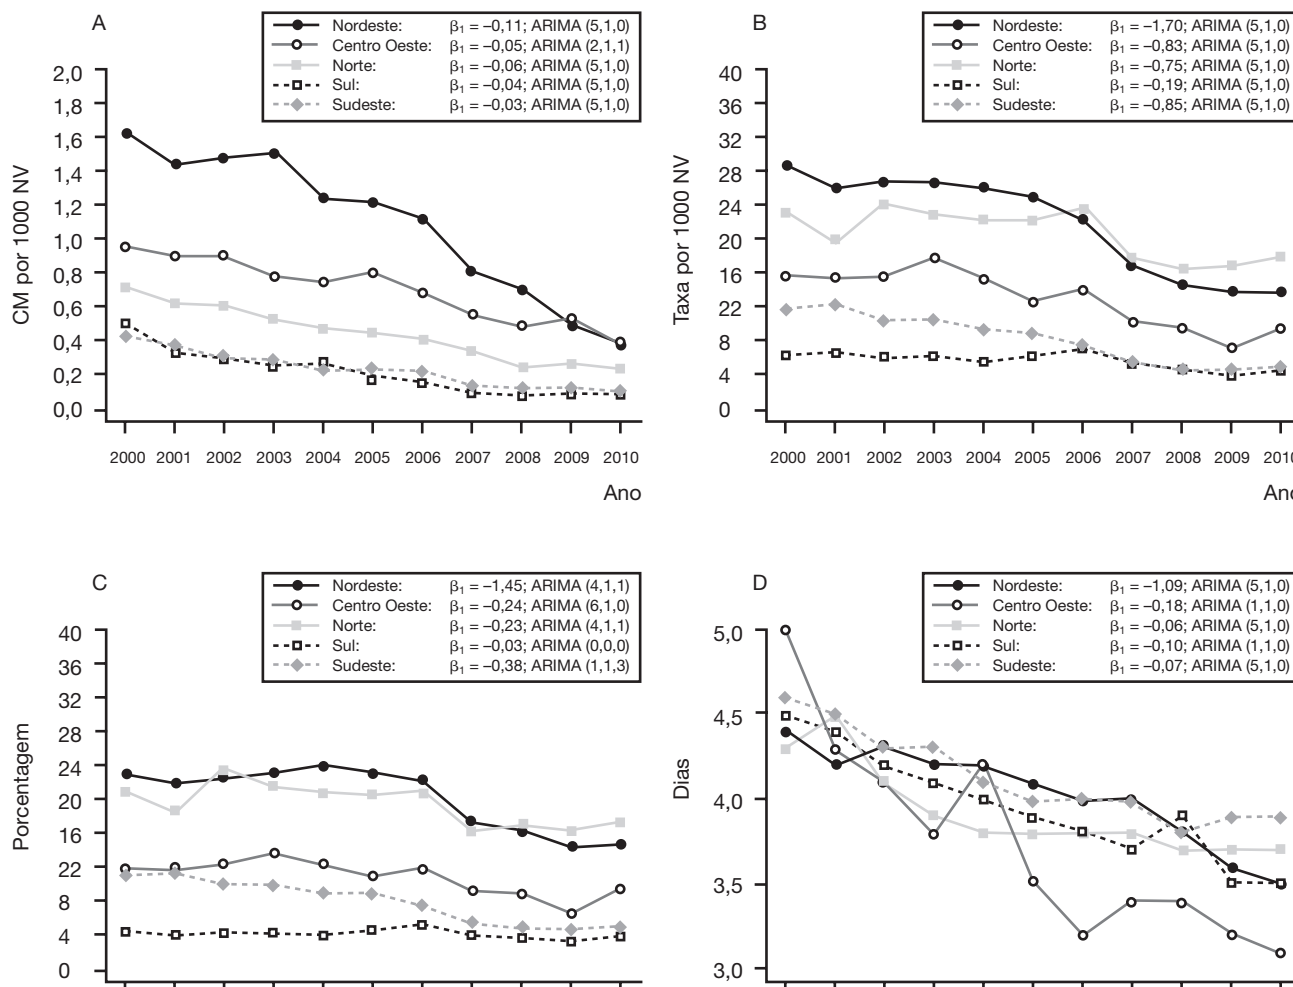 A
Nordeste: β1 = –0,11; ARIMA (5,1,0)
Centro Oeste: β1 = –0,05; ARIMA (2,1,1)
Norte: β1 = –0,06; ARIMA (5,1,0)
Sul: β1 = –0,04; ARIMA (5,1,0)
Sudeste: β1 = –0,03; ARIMA (5,1,0)
CM por 1000 NV
2,0
1,8
1,6
1,4
1,2
1,0
0,8
0,6
0,4
0,2
0,0
2000 2001 2002 2003 2004 2005 2006 2007 2008 2009 2010
Ano
B
Nordeste: β1 = –1,70; ARIMA (5,1,0)
Centro Oeste: β1 = –0,83; ARIMA (5,1,0)
Norte: β1 = –0,75; ARIMA (5,1,0)
Sul: β1 = –0,19; ARIMA (5,1,0)
Sudeste: β1 = –0,85; ARIMA (5,1,0)
Taxa por 1000 NV
40
36
32
28
24
20
16
22
8
4
0
2000 2001 2002 2003 2004 2005 2006 2007 2008 2009 2010
And
C
Nordeste: β1 = –1,45; ARIMA (4,1,1)
Centro Oeste: β1 = –0,24; ARIMA (6,1,0)
Norte: β1 = –0,23; ARIMA (4,1,1)
Sul: β1 = –0,03; ARIMA (0,0,0)
Sudeste: β1 = –0,38; ARIMA (1,1,3)
Porcentagem
40
36
32
28
24
20
16
22
8
4
0
D
Nordeste: β1 = –1,09; ARIMA (5,1,0)
Centro Oeste: β1 = –0,18; ARIMA (1,1,0)
Norte: β1 = –0,06; ARIMA (5,1,0)
Sul: β1 = –0,10; ARIMA (1,1,0)
Sudeste: β1 = –0,07; ARIMA (5,1,0)
Dias
5,0
4,5
4,0
3,5
3,0